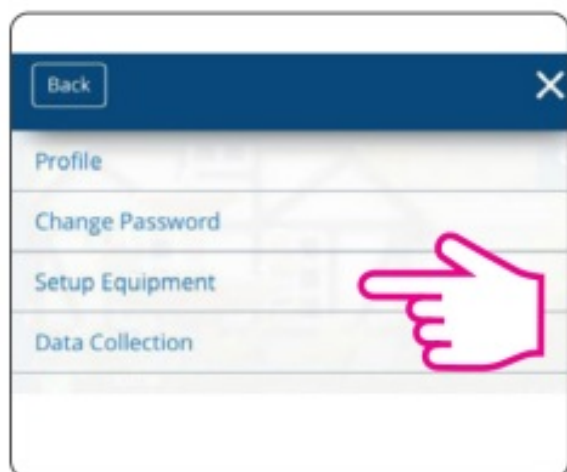 Back
Profile
Change Password
Setup Equipment
Data Collection